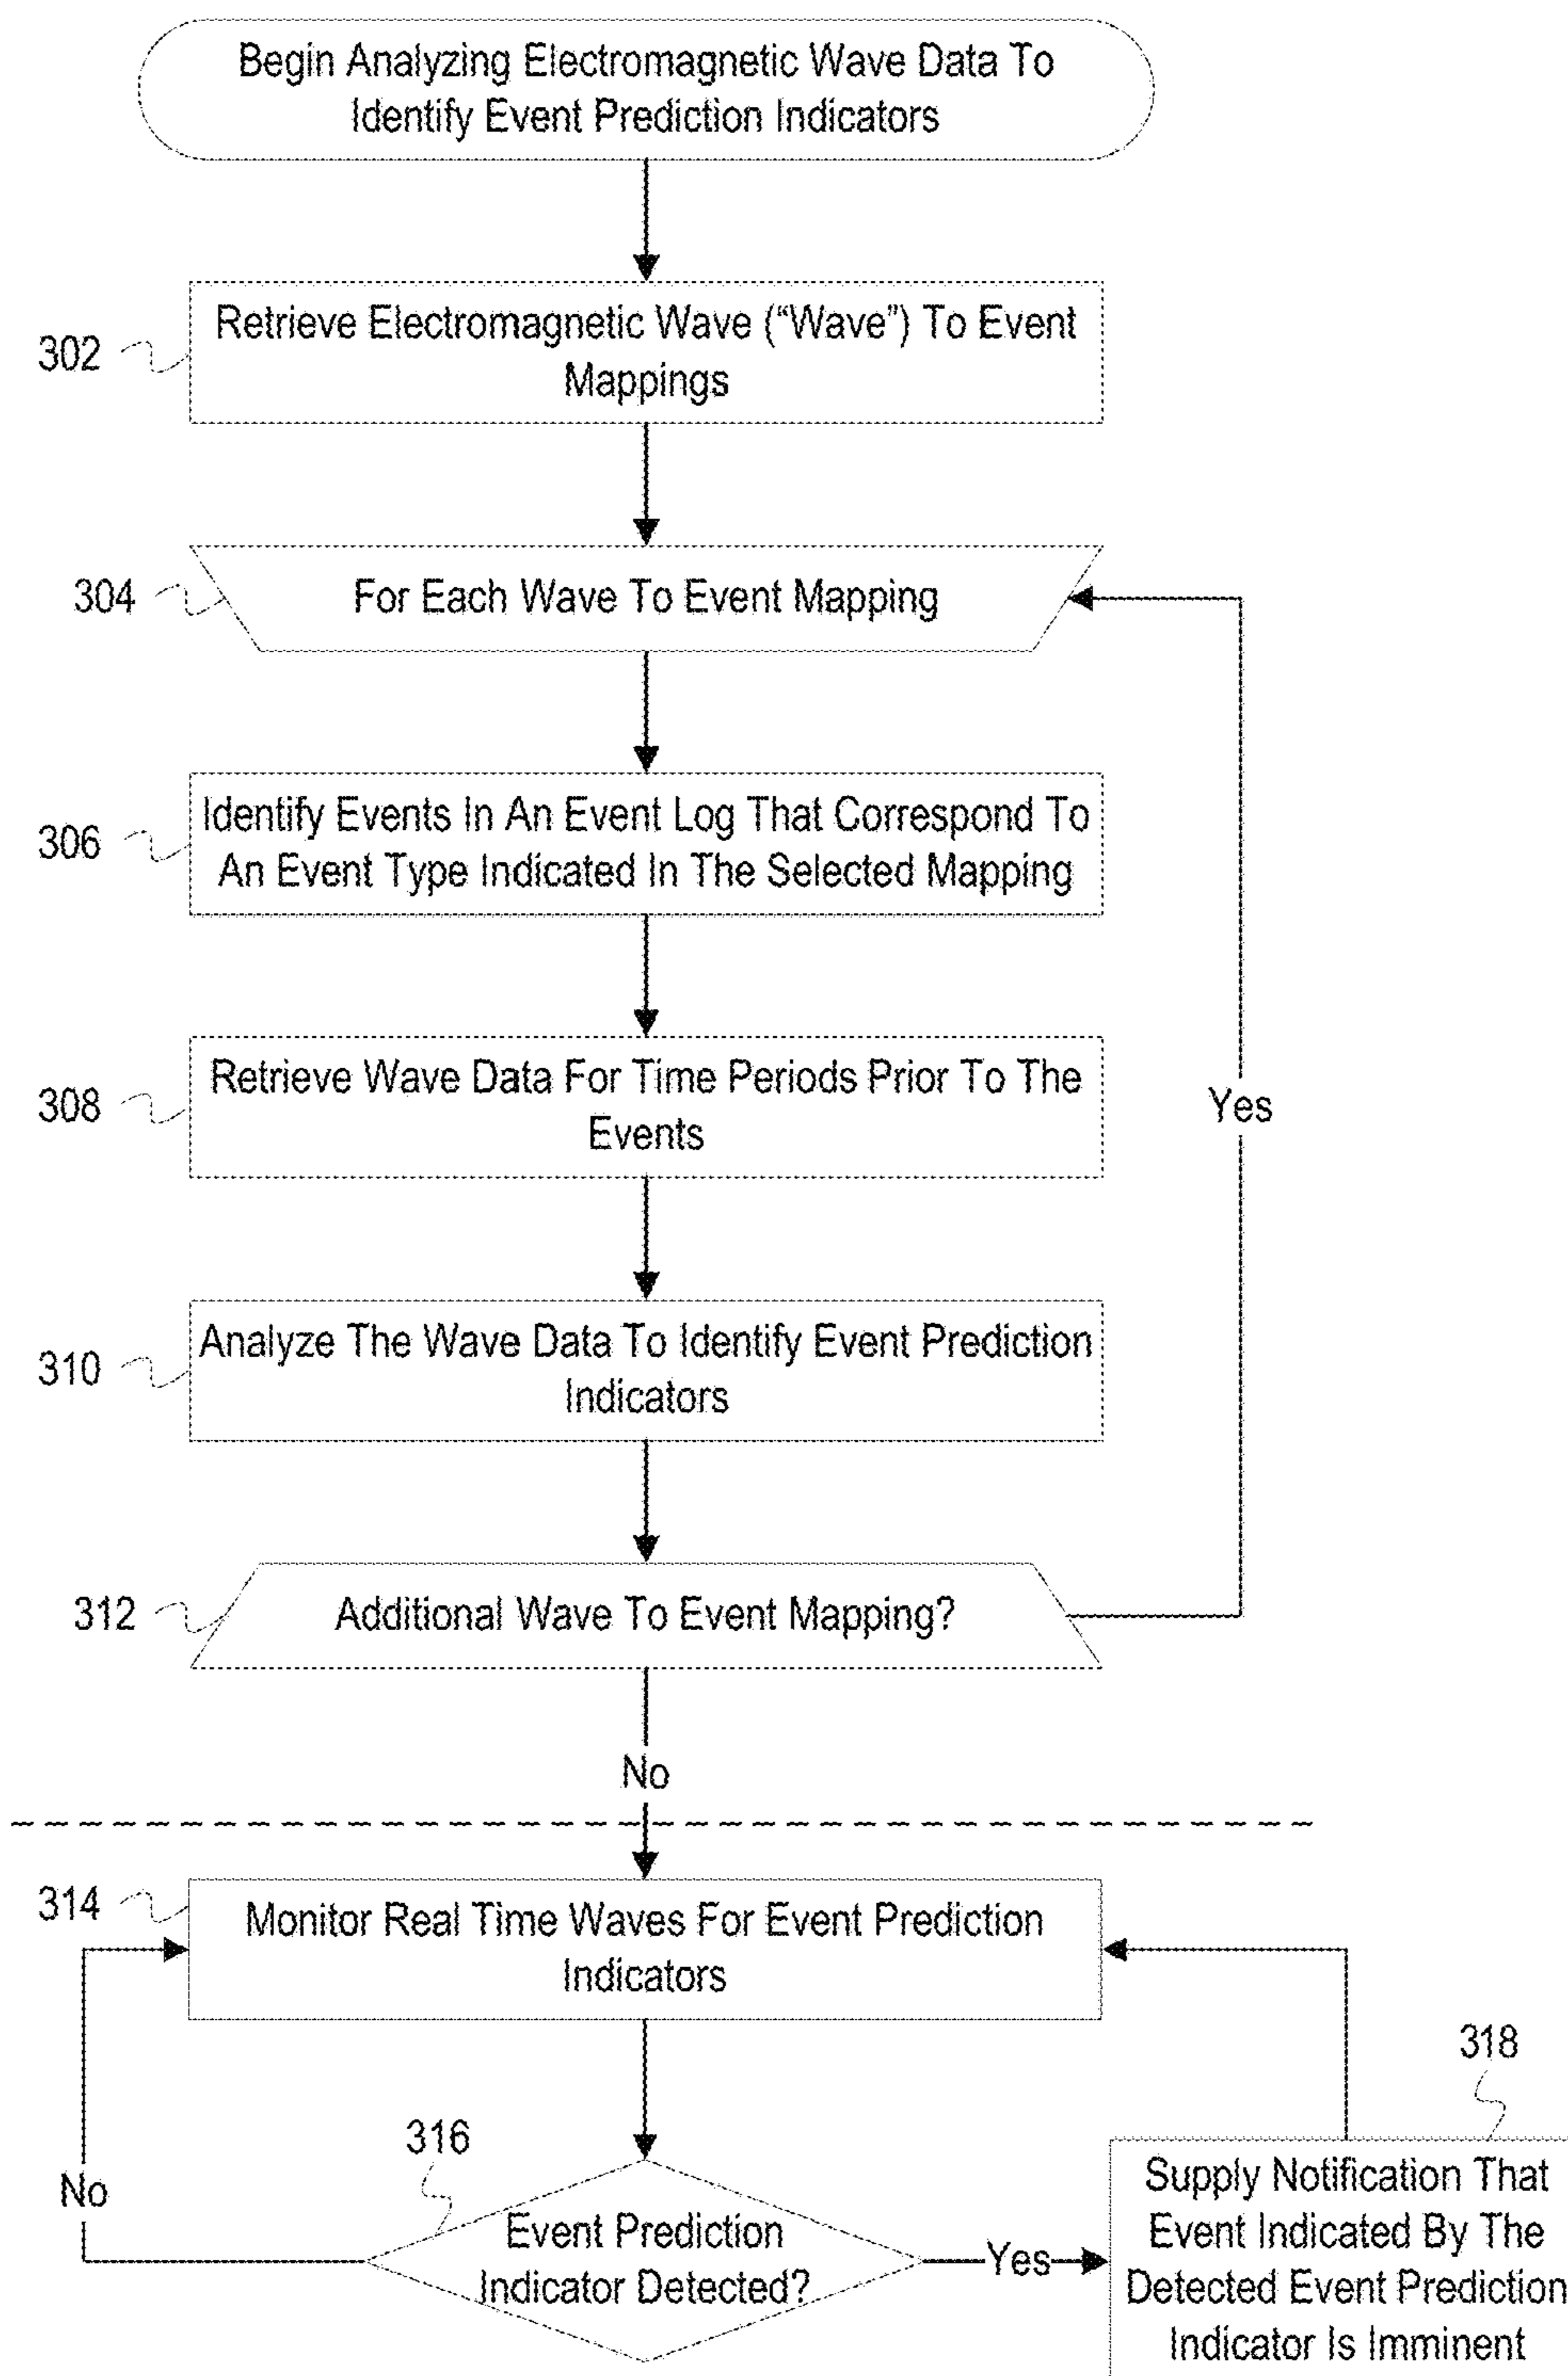 Begin Analyzing Electromagnetic Wave Data To
Identify Event Prediction Indicators
302
Retrieve Electromagnetic Wave (“Wave”) To Event
Mappings
304
For Each Wave To Event Mapping
306
Identify Events In An Event Log That Correspond To
An Event Type Indicated In The Selected Mapping
308
Retrieve Wave Data For Time Periods Prior To The
Events
Yes
310
Analyze The Wave Data To Identify Event Prediction
Indicators
312
Additional Wave To Event Mapping?
No
314
Monitor Real Time Waves For Event Prediction
Indicators
316
No
Event Prediction
Indicator Detected?
Yes
318
Supply Notification That
Event Indicated By The
Detected Event Prediction
Indicator Is Imminent